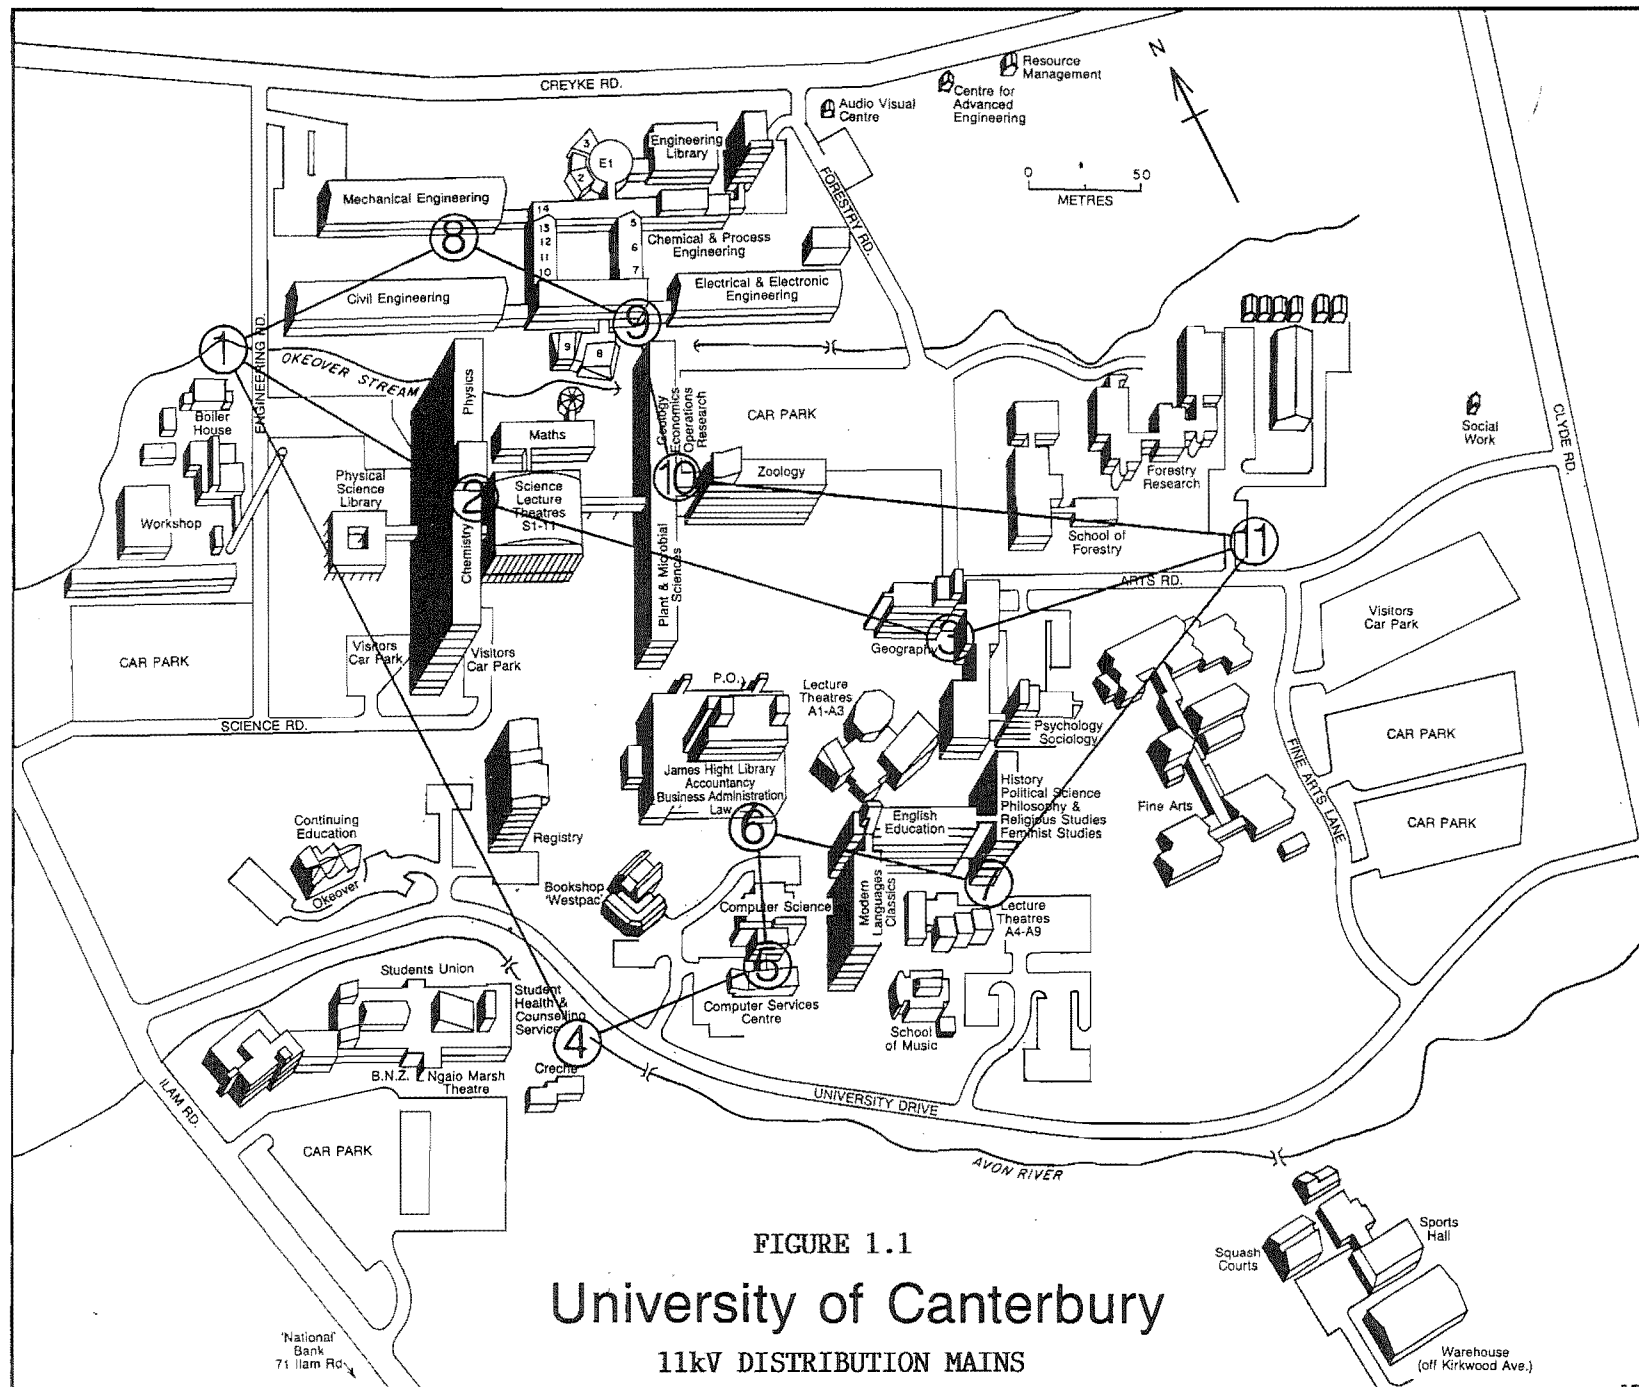 CREYKE RD.
Resource
Management
Centre for
Advanced
Engineering
Audio Visual
Centre
N
0 50
METRES
3
E1
2
Engineering
Library
Mechanical Engineering
14
13
12
11
10
5
6
7
8
Chemical & Process
Engineering
FORESTRY RD.
Civil Engineering
Electrical & Electronic
Engineering
9
9
8
1
ENGINEERING RD.
OKEOVER STREAM
Physics
Boiler
House
Maths
Geology
Economics
Operations
Research
CAR PARK
10
Zoology
Physical
Science
Library
2
Science
Lecture
Theatres
S1-11
Workshop
Chemistry
Plant & Microbial
Sciences
Forestry
Research
School of
Forestry
11
Social
Work
CLYDE RD.
ARTS RD.
Visitors
Car Park
CAR PARK
Visitors
Car Park
Visitors
Car Park
3
Geography
SCIENCE RD.
P.O.
Lecture
Theatres
A1-A3
Psychology
Sociology
CAR PARK
James Hight Library
Accountancy
Business Administration
Law
6
History
Political Science
Philosophy &
Religious Studies
Feminist Studies
English
Education
Fine Arts
FINE ARTS LANE
CAR PARK
Continuing
Education
Registry
Okeover
Bookshop
'Westpac'
Computer Science
Modern
Languages
Classics
7
Lecture
Theatres
A4-A9
5
Computer Services
Centre
Students Union
Student
Health &
Counselling
Service
4
School
of Music
B.N.Z.
Ngaio Marsh
Theatre
Creche
UNIVERSITY DRIVE
ILAM RD.
CAR PARK
AVON RIVER
Squash
Courts
Sports
Hall
Warehouse
(off Kirkwood Ave.)
'National'
Bank
71 Ilam Rd
FIGURE 1.1
University of Canterbury
11kV DISTRIBUTION MAINS